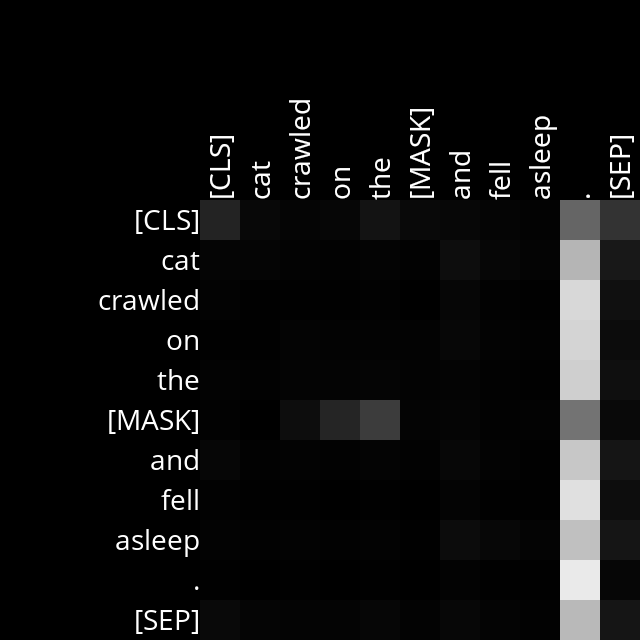 [CLS] cat crawled on the [MASK] and fell asleep . [SEP]
[CLS]
cat
crawled
on
the
[MASK]
and
fell
asleep
.
[SEP]